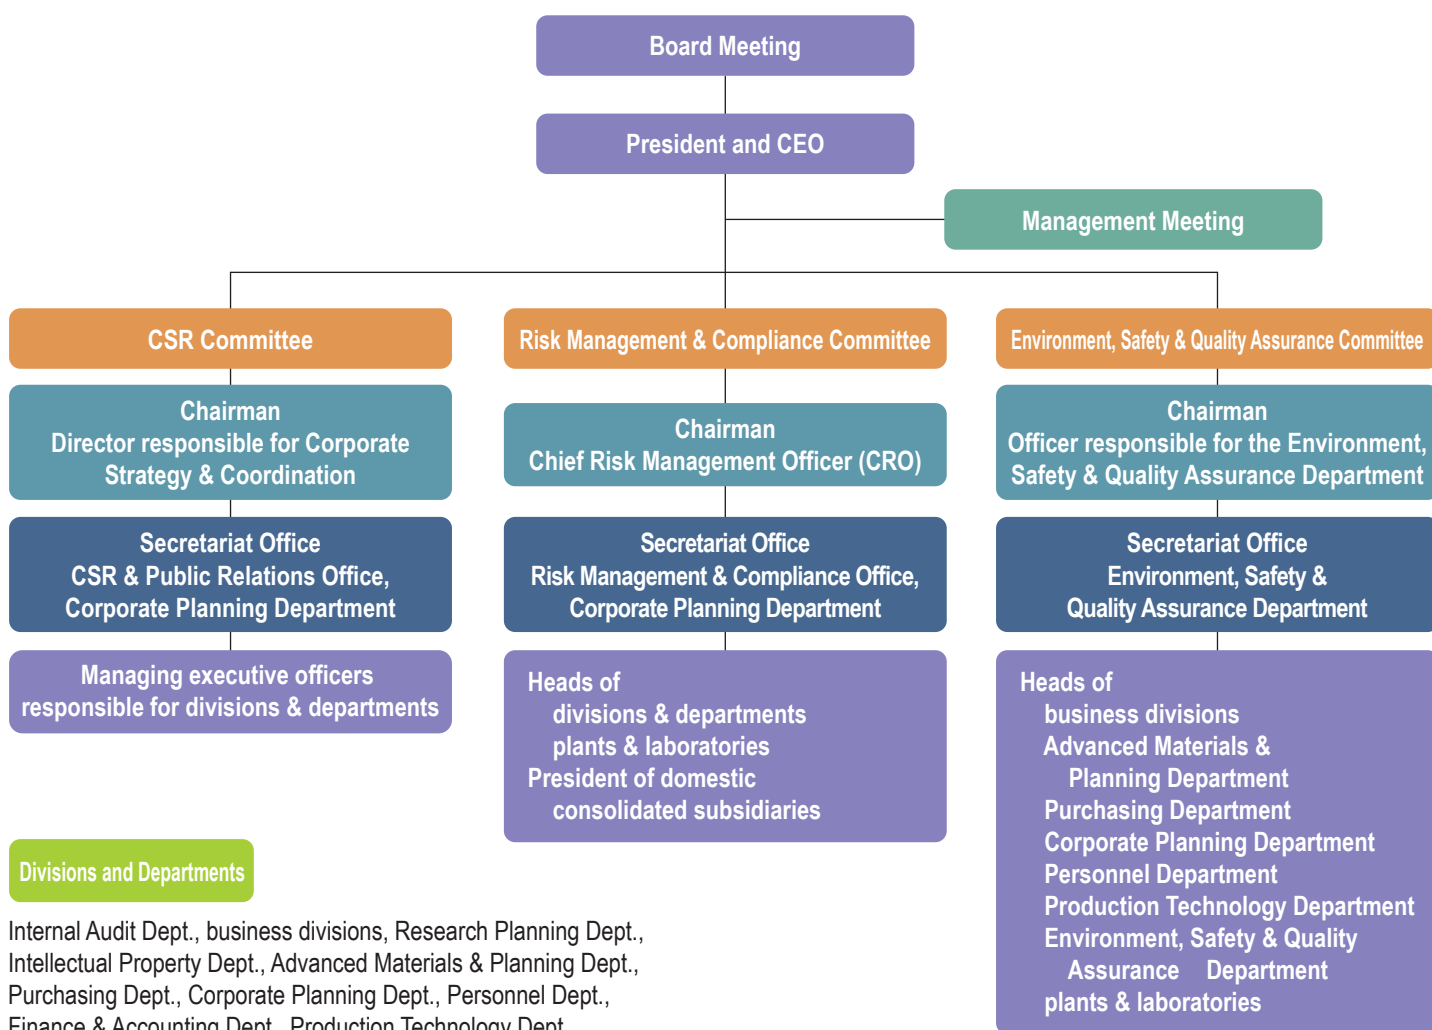 Board Meeting
President and CEO
Management Meeting
CSR Committee
Chairman
Director responsible for Corporate
Strategy & Coordination
Secretariat Office
CSR & Public Relations Office,
Corporate Planning Department
Managing executive officers
responsible for divisions & departments
Risk Management & Compliance Committee
Chairman
Chief Risk Management Officer (CRO)
Secretariat Office
Risk Management & Compliance Office,
Corporate Planning Department
Heads of
divisions & departments
plants & laboratories
President of domestic
consolidated subsidiaries
Environment, Safety & Quality Assurance Committee
Chairman
Officer responsible for the Environment,
Safety & Quality Assurance Department
Secretariat Office
Environment, Safety &
Quality Assurance Department
Heads of
business divisions
Advanced Materials &
Planning Department
Purchasing Department
Corporate Planning Department
Personnel Department
Production Technology Department
Environment, Safety & Quality
Assurance Department
plants & laboratories
Divisions and Departments
Internal Audit Dept., business divisions, Research Planning Dept.,
Intellectual Property Dept., Advanced Materials & Planning Dept.,
Purchasing Dept., Corporate Planning Dept., Personnel Dept.,
Finance & Accounting Dept., Production Technology Dept.